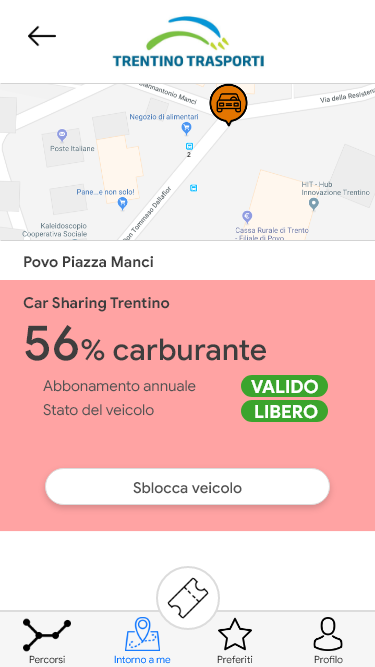 TRENTINO TRASPORTI
Giannantonio Manci
Via della Resistenza
Negozio di alimentari
Poste Italiane
2
Pane...e non solo!
HIT - Hub
Innovazione Trentino
Kaleidoscopio
Cooperativa Sociale
Tommaso Dallafior
Cassa Rurale di Trento
- Filiale di Povo
Povo Piazza Manci
Car Sharing Trentino
56% carburante
Abbonamento annuale VALIDO
Stato del veicolo LIBERO
Sblocca veicolo
Percorsi
Intorno a me
Preferiti
Profilo